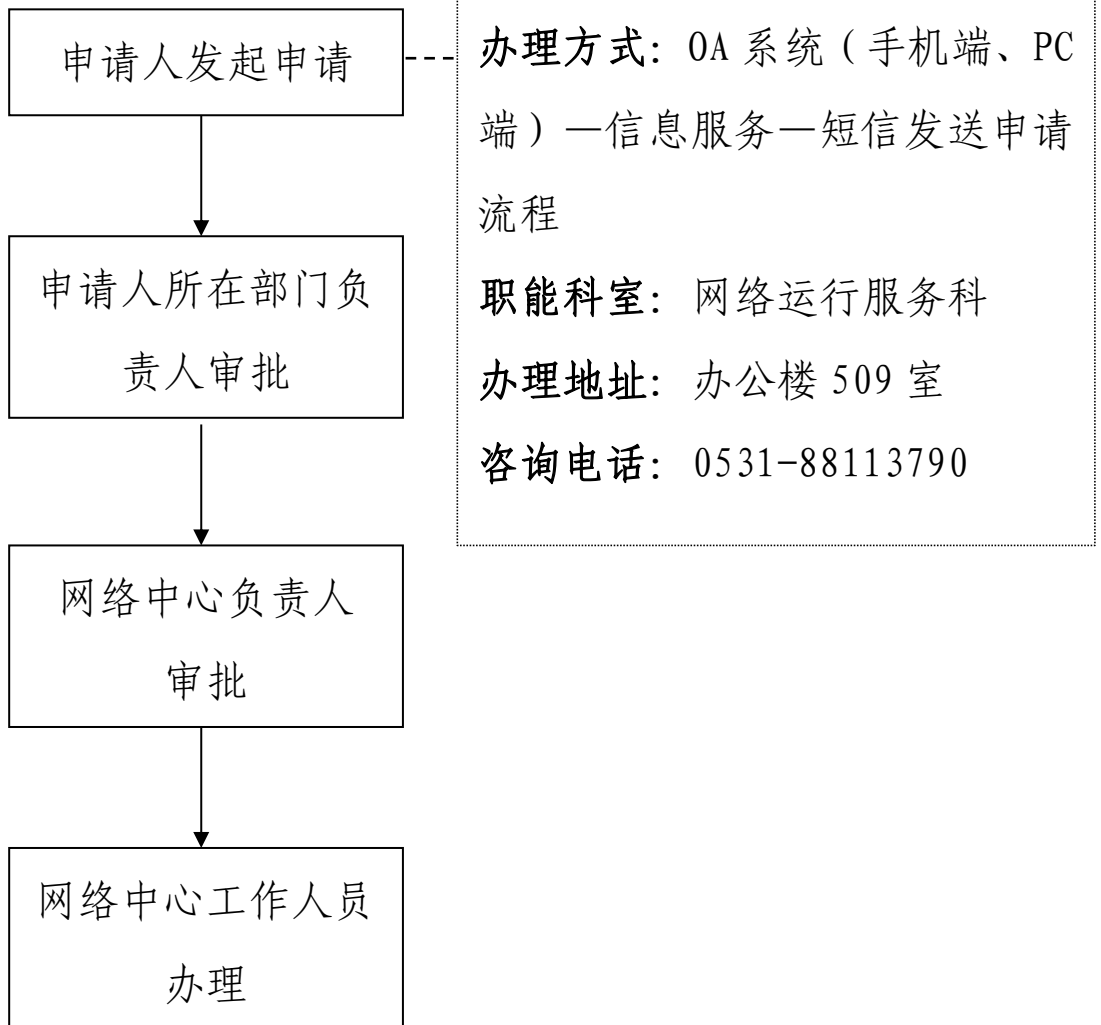 申请人发起申请
办理方式：OA 系统（手机端、PC
端）—信息服务—短信发送申请
流程
职能科室：网络运行服务科
办理地址：办公楼 509 室
咨询电话：0531-88113790
申请人所在部门负
责人审批
网络中心负责人
审批
网络中心工作人员
办理